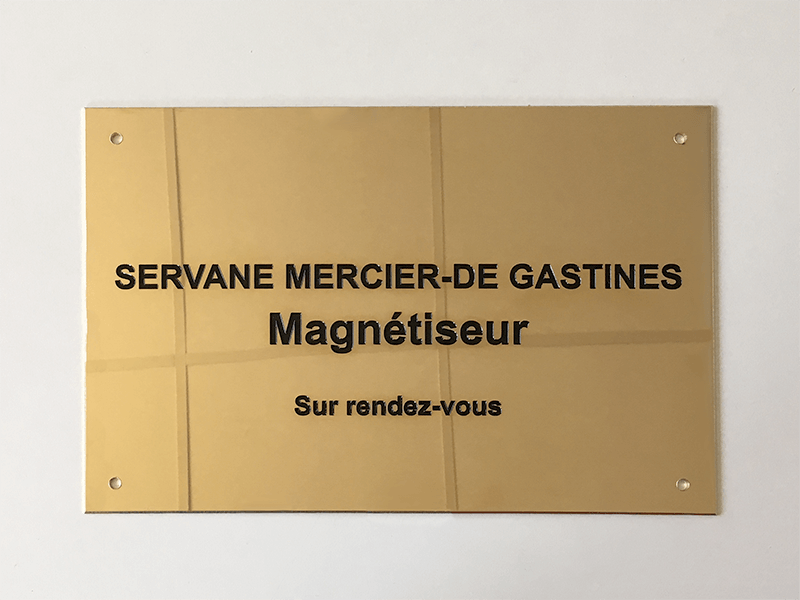 SERVANE MERCIER-DE GASTINES
Magnétiseur
Sur rendez-vous